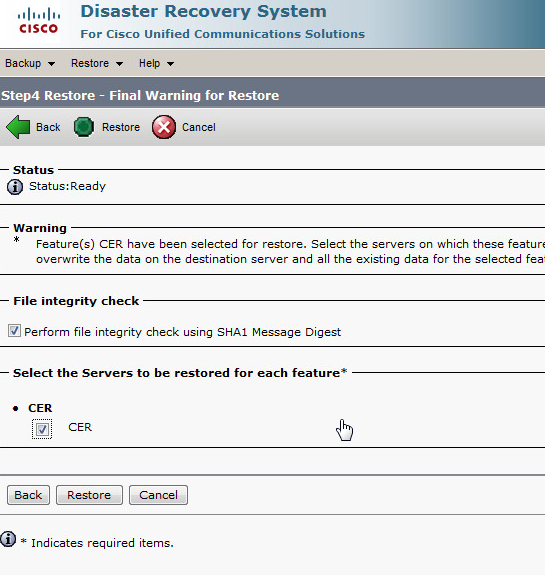 Disaster Recovery System
CISCO
For Cisco Unified Communications Solutions
Backup Restore Help
Step4 Restore - Final Warning for Restore
Back Restore Cancel
Status
Status:Ready
Warning
* Feature(s) CER have been selected for restore. Select the servers on which these feature
overwrite the data on the destination server and all the existing data for the selected fea
File integrity check
Perform file integrity check using SHA1 Message Digest
Select the Servers to be restored for each feature*
• CER
CER
Back Restore Cancel
* Indicates required items.